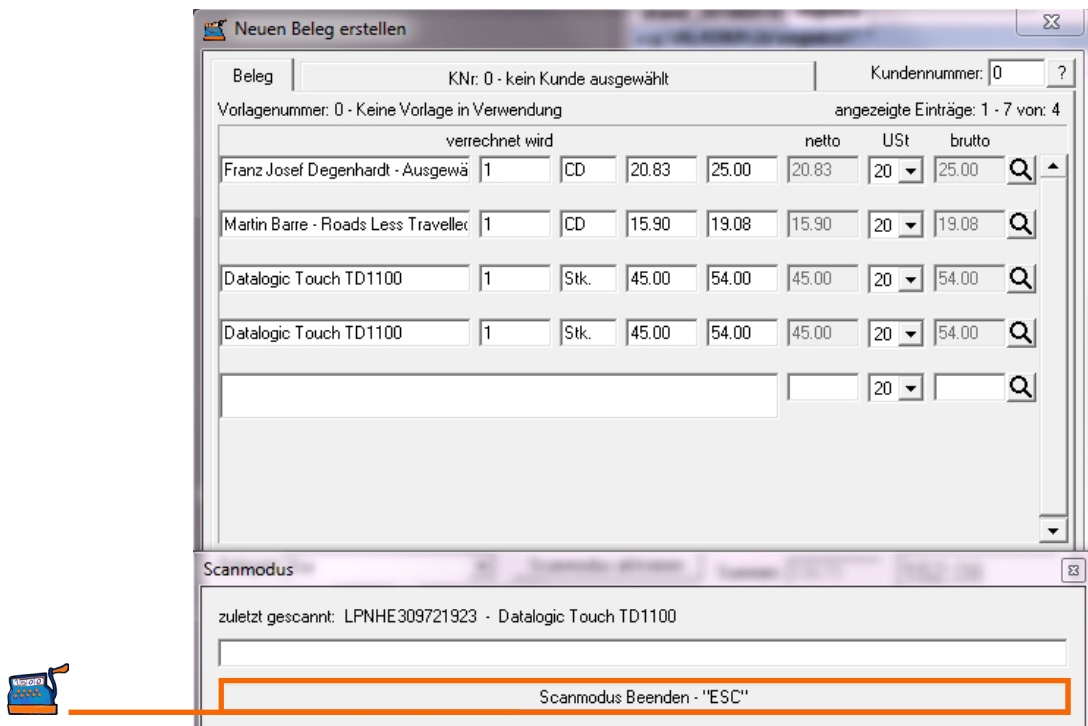 Neuen Beleg erstellen
Beleg KNr: 0 - kein Kunde ausgewählt Kundennummer: 0 ?
Vorlagenummer: 0 - Keine Vorlage in Verwendung angezeigte Einträge: 1 - 7 von: 4
verrechnet wird netto USt brutto
Franz Josef Degenhardt - Ausgewä 1 CD 20.83 25.00 20.83 20 25.00
Martin Barre - Roads Less Travelled 1 CD 15.90 19.08 15.90 20 19.08
Datalogic Touch TD1100 1 Stk. 45.00 54.00 45.00 20 54.00
Datalogic Touch TD1100 1 Stk. 45.00 54.00 45.00 20 54.00
20
Scanmodus
zuletzt gescannt: LPNHE309721923 - Datalogic Touch TD1100
Scanmodus Beenden - "ESC"